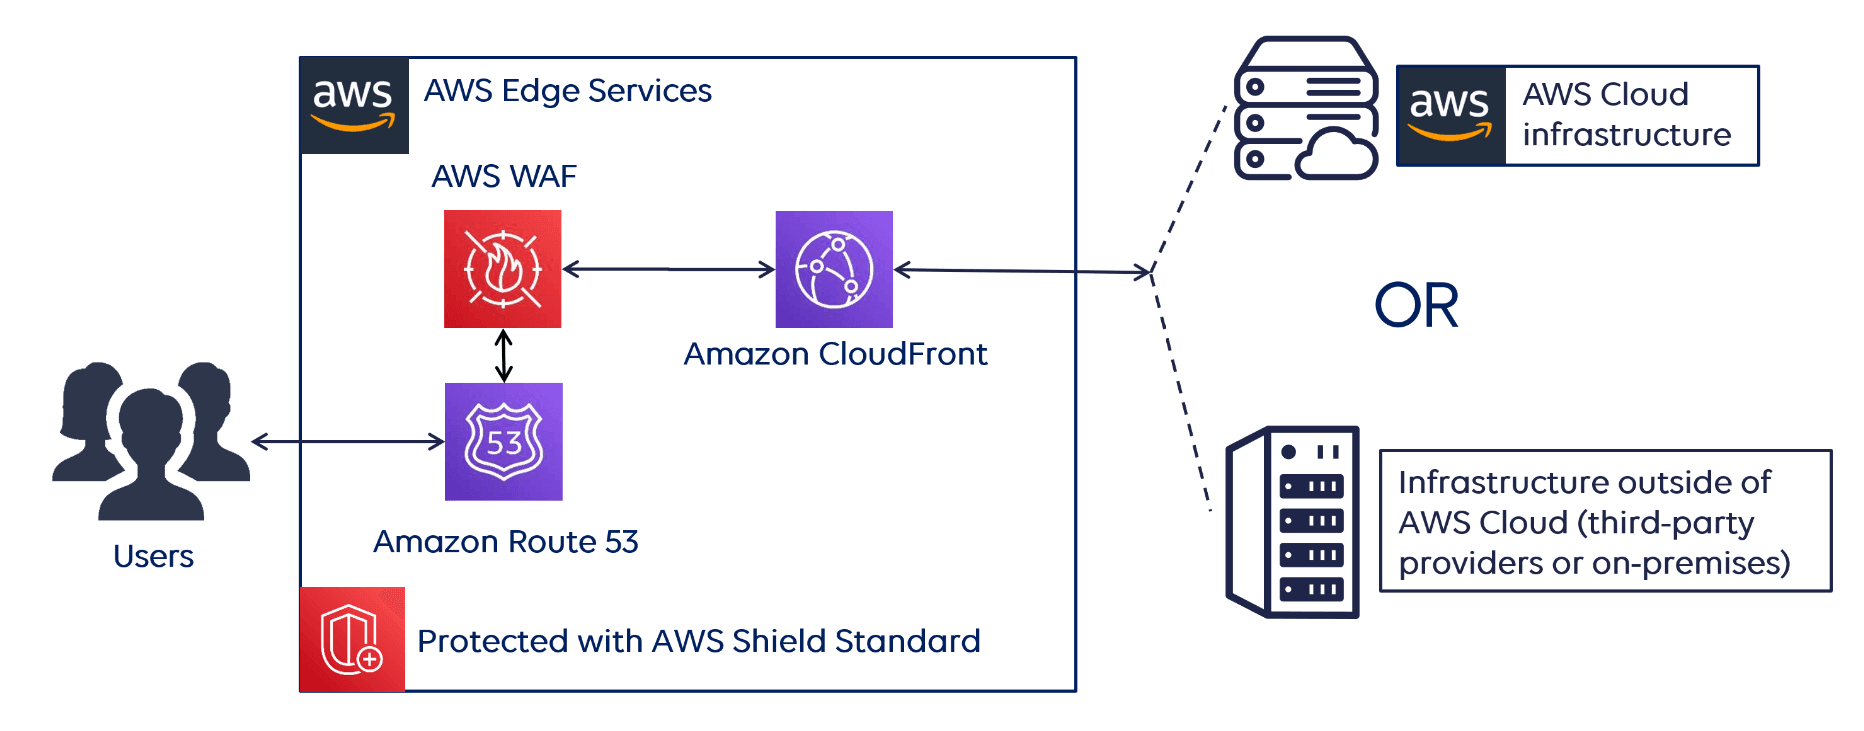 aws
AWS Edge Services
AWS WAF
Amazon CloudFront
53
Amazon Route 53
Users
Protected with AWS Shield Standard
aws
AWS Cloud
infrastructure
OR
Infrastructure outside of
AWS Cloud (third-party
providers or on-premises)